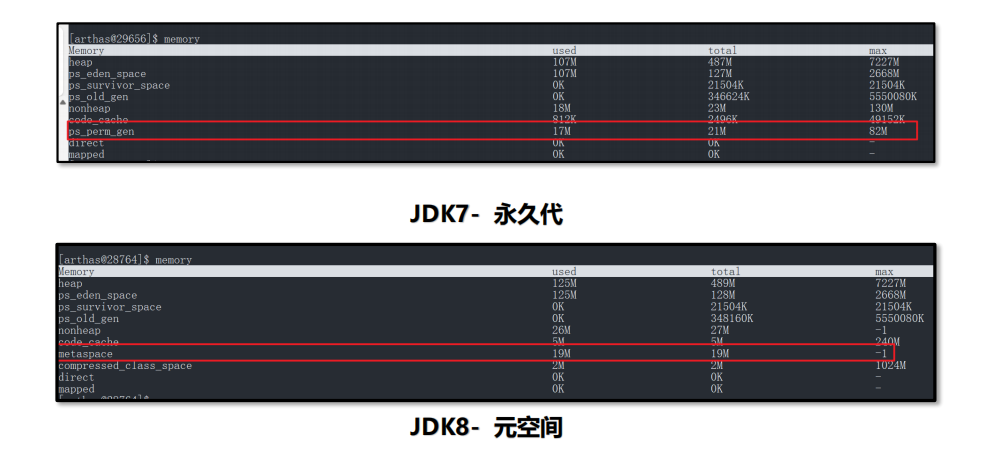 [arthas@29656]$ memory
Memory used total max
heap 107M 487M 7227M
ps_eden_space 107M 127M 2668M
ps_survivor_space 0K 21504K 21504K
ps_old_gen 0K 346624K 5550080K
nonheap 18M 23M 130M
code_cache 812K 2496K 49152K
ps_perm_gen 17M 21M 82M
direct 0K 0K -
mapped 0K 0K -
JDK7- 永久代
[arthas@28764]$ memory
Memory used total max
heap 125M 489M 7227M
ps_eden_space 125M 128M 2668M
ps_survivor_space 0K 21504K 21504K
ps_old_gen 0K 348160K 5550080K
nonheap 26M 27M -1
code_cache 5M 5M 240M
metaspace 19M 19M -1
compressed_class_space 2M 2M 1024M
direct 0K 0K -
mapped 0K 0K -
JDK8- 元空间